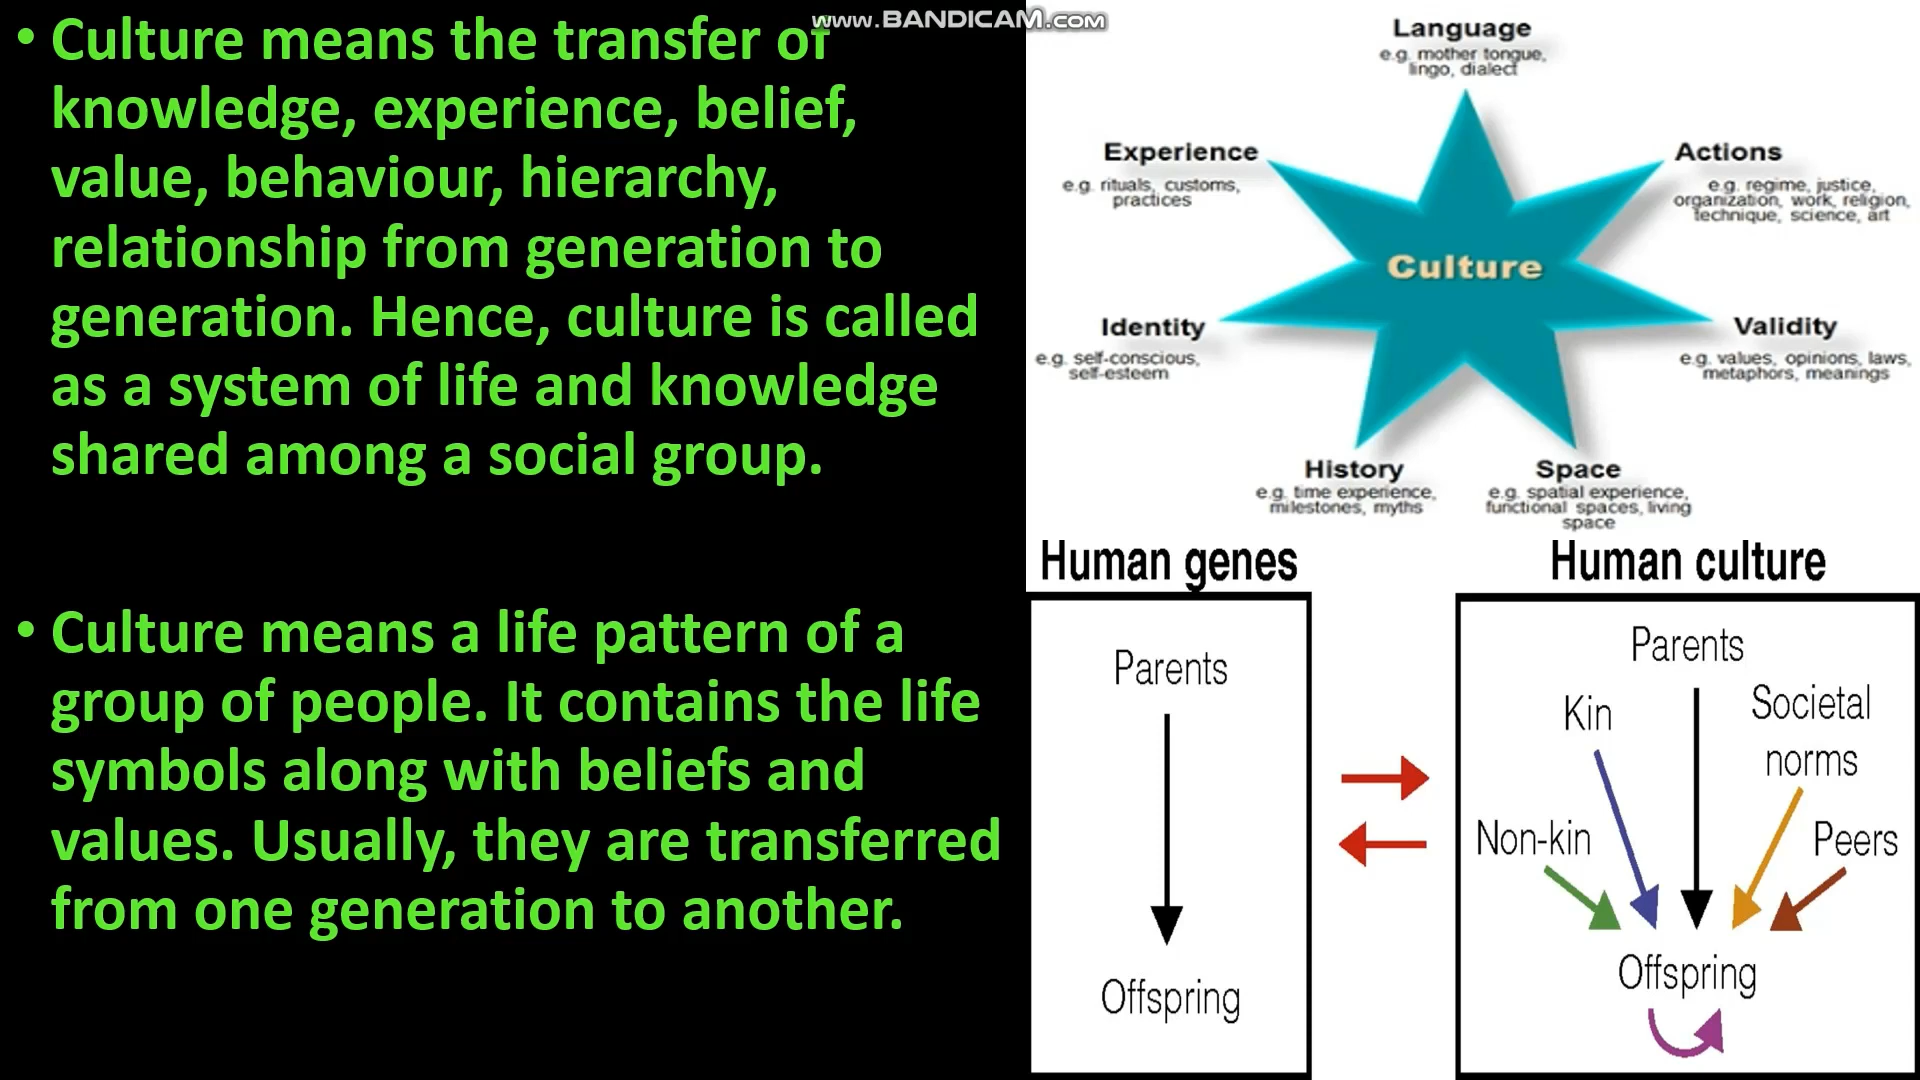 • Culture means the transfer of
knowledge, experience, belief,
value, behaviour, hierarchy,
relationship from generation to
generation. Hence, culture is called
as a system of life and knowledge
shared among a social group.
• Culture means a life pattern of a
group of people. It contains the life
symbols along with beliefs and
values. Usually, they are transferred
from one generation to another.
www.BANDICAM.com
Language
e.g. mother tongue,
lingo, dialect
Experience
e.g. rituals, customs,
practices
Actions
e.g. regime, justice,
organization, work, religion,
technique, science, art
Culture
Identity
e.g. self-conscious,
self-esteem
Validity
e.g. values, opinions, laws,
metaphors, meanings
History
e.g. time experience,
milestones, myths
Space
e.g. spatial experience,
functional spaces, living
space
Human genes
Parents
Offspring
Human culture
Parents
Kin
Societal
norms
Non-kin
Peers
Offspring